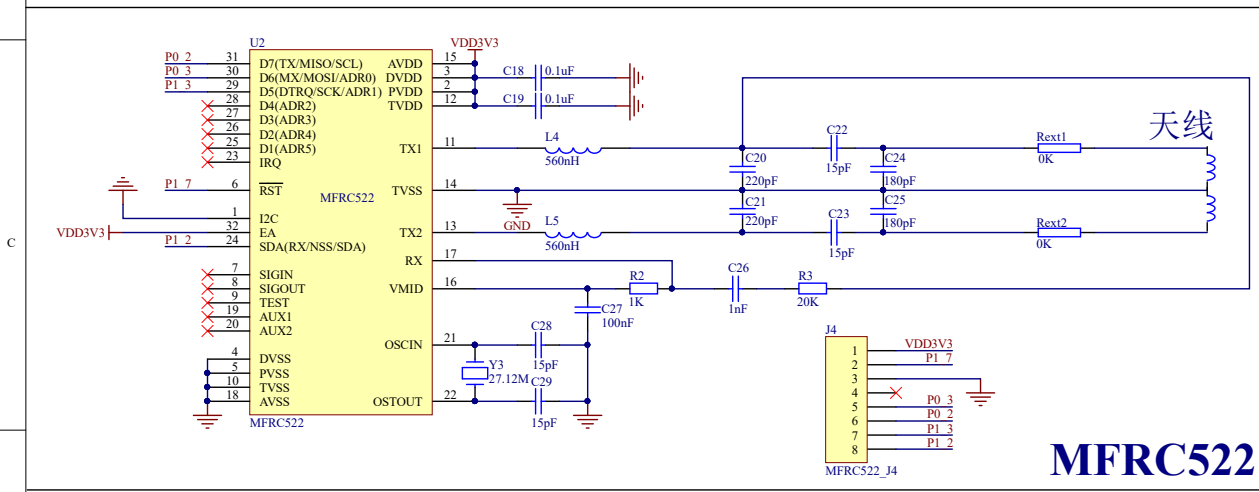 U2
VDD3V3
P0_2 31 D7(TX/MISO/SCL) AVDD 15
P0_3 30 D6(MX/MOSI/ADR0) DVDD 3 C18 0.1uF
P1_3 29 D5(DTRQ/SCK/ADR1) PVDD 2
28 D4(ADR2) TVDD 12 C19 0.1uF
27 D3(ADR3)
26 D2(ADR4)
25 D1(ADR5) TX1 11 L4 560nH C22 15pF Rext1 0K 天线
23 IRQ
C20 220pF C24 180pF
P1_7 6 RST TVSS 14 GND
MFRC522
C21 220pF C25 180pF
1 I2C
VDD3V3 32 EA TX2 13 L5 560nH C23 15pF Rext2 0K
P1_2 24 SDA(RX/NSS/SDA)
C
RX 17
7 SIGIN
8 SIGOUT VMID 16 R2 1K C26 1nF R3 20K
9 TEST
C27 100nF
19 AUX1
20 AUX2
OSCIN 21 C28 15pF
4 DVSS
5 PVSS Y3 27.12M
10 TVSS
18 AVSS OSTOUT 22 C29 15pF
MFRC522
J4
1 VDD3V3
2 P1_7
3
4
5 P0_3
6 P0_2
7 P1_3
8 P1_2
MFRC522_J4
MFRC522